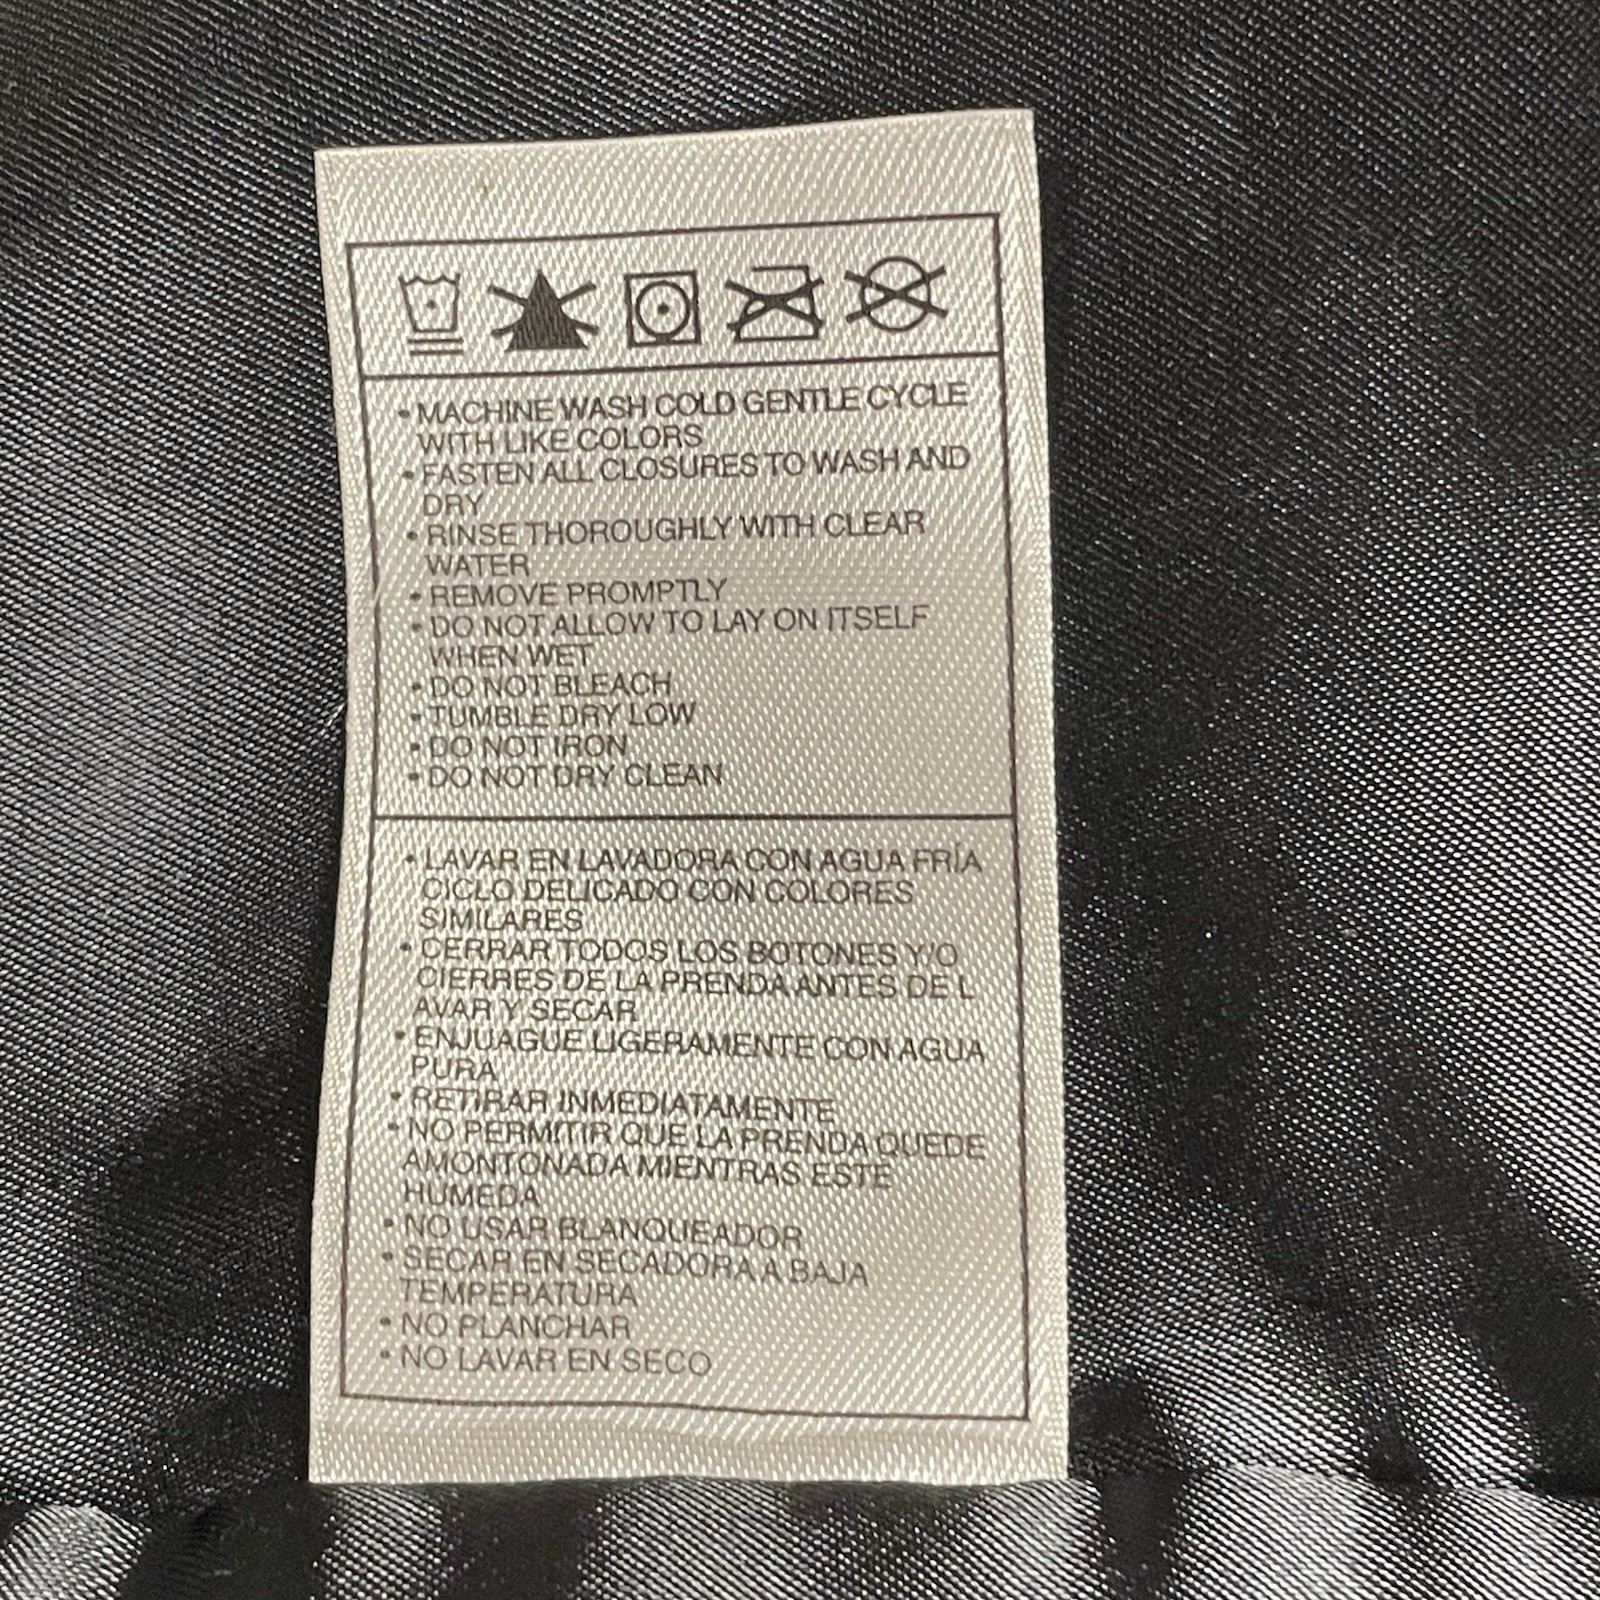 • MACHINE WASH COLD GENTLE CYCLE
WITH LIKE COLORS
• FASTEN ALL CLOSURES TO WASH AND
DRY
• RINSE THOROUGHLY WITH CLEAR
WATER
• REMOVE PROMPTLY
• DO NOT ALLOW TO LAY ON ITSELF
WHEN WET
• DO NOT BLEACH
• TUMBLE DRY LOW
• DO NOT IRON
• DO NOT DRY CLEAN
• LAVAR EN LAVADORA CON AGUA FRÍA
CICLO DELICADO CON COLORES
SIMILARES
• CERRAR TODOS LOS BOTONES Y/O
CIERRES DE LA PRENDA ANTES DE L
AVAR Y SECAR
• ENJUAGUE LIGERAMENTE CON AGUA
PURA
• RETIRAR INMEDIATAMENTE
• NO PERMITIR QUE LA PRENDA QUEDE
AMONTONADA MIENTRAS ESTE
HUMEDA
• NO USAR BLANQUEADOR
• SECAR EN SECADORA A BAJA
TEMPERATURA
• NO PLANCHAR
• NO LAVAR EN SECO